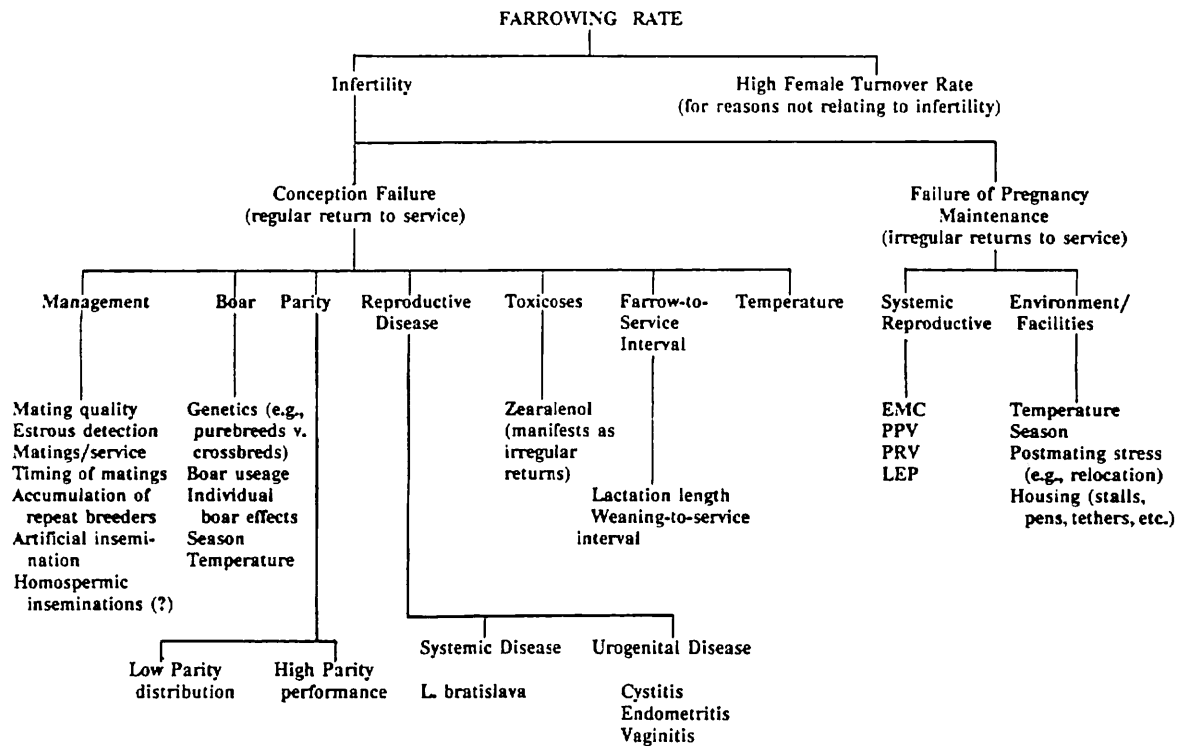 FARROWING RATE
Infertility
High Female Turnover Rate
(for reasons not relating to infertility)
Conception Failure
(regular return to service)
Failure of Pregnancy
Maintenance
(irregular returns to service)
Management
Boar
Parity
Reproductive
Disease
Toxicoses
Farrow-to-
Service
Interval
Temperature
Systemic
Reproductive
Environment/
Facilities
Mating quality
Estrous detection
Matings/service
Timing of matings
Accumulation of
repeat breeders
Artificial insemi-
nation
Homospermic
inseminations (?)
Genetics (e.g.,
purebreeds v.
crossbreds)
Boar useage
Individual
boar effects
Season
Temperature
Zearalenol
(manifests as
irregular
returns)
Lactation length
Weaning-to-service
interval
EMC
PPV
PRV
LEP
Temperature
Season
Postmating stress
(e.g., relocation)
Housing (stalls,
pens, tethers, etc.)
Low Parity
distribution
High Parity
performance
Systemic Disease
L. bratislava
Urogenital Disease
Cystitis
Endometritis
Vaginitis